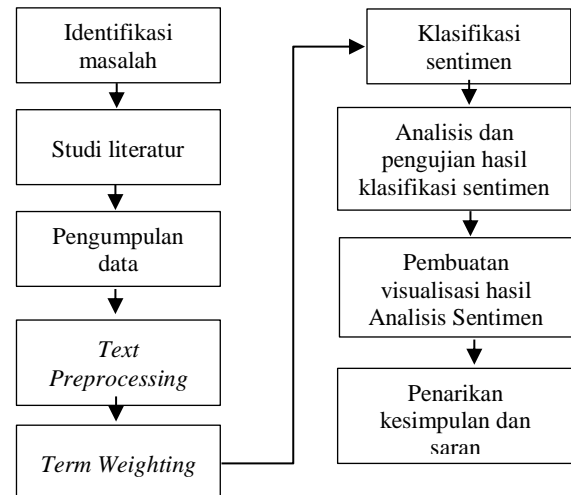 Identifikasi
masalah
Studi literatur
Pengumpulan
data
Text
Preprocessing
Term Weighting
Klasifikasi
sentimen
Analisis dan
pengujian hasil
klasifikasi sentimen
Pembuatan
visualisasi hasil
Analisis Sentimen
Penarikan
kesimpulan dan
saran